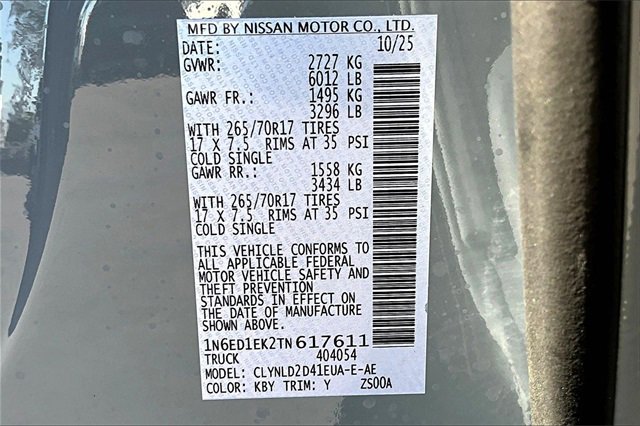 MFD BY NISSAN MOTOR CO., LTD.
DATE: 10/25
GVWR: 2727 KG
6012 LB
GAWR FR.: 1495 KG
3296 LB
WITH 265/70R17 TIRES
17 X 7.5 RIMS AT 35 PSI
COLD SINGLE
GAWR RR.: 1558 KG
3434 LB
WITH 265/70R17 TIRES
17 X 7.5 RIMS AT 35 PSI
COLD SINGLE
THIS VEHICLE CONFORMS TO
ALL APPLICABLE FEDERAL
MOTOR VEHICLE SAFETY AND
THEFT PREVENTION
STANDARDS IN EFFECT ON
THE DATE OF MANUFACTURE
SHOWN ABOVE.
1N6ED1EK2TN617611
TRUCK 404054
MODEL: CLYNLD2D41EUA-E-AE
COLOR: KBY TRIM: Y ZS00A